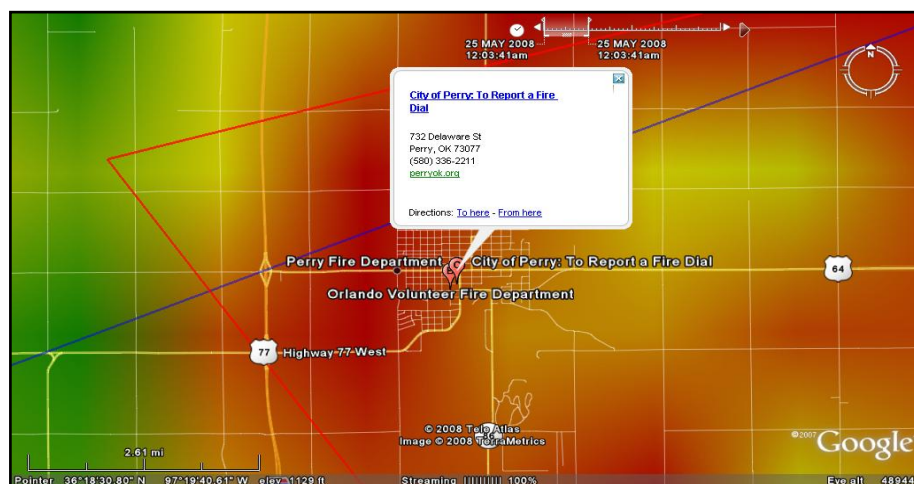 25 MAY 2008
12:03:41am
25 MAY 2008
12:03:41am
N
City of Perry: To Report a Fire
Dial
732 Delaware St
Perry, OK 73077
(580) 336-2211
perryok.org
Directions: To here - From here
Perry Fire Department
City of Perry: To Report a Fire Dial
64
Orlando Volunteer Fire Department
77
Highway 77 West
© 2008 Tele Atlas
Image © 2008 TerraMetrics
2.61 mi
©2007 Google
Pointer 36°18'30.80" N 97°19'40.61" W elev 1129 ft Streaming 100% Eye alt 48944